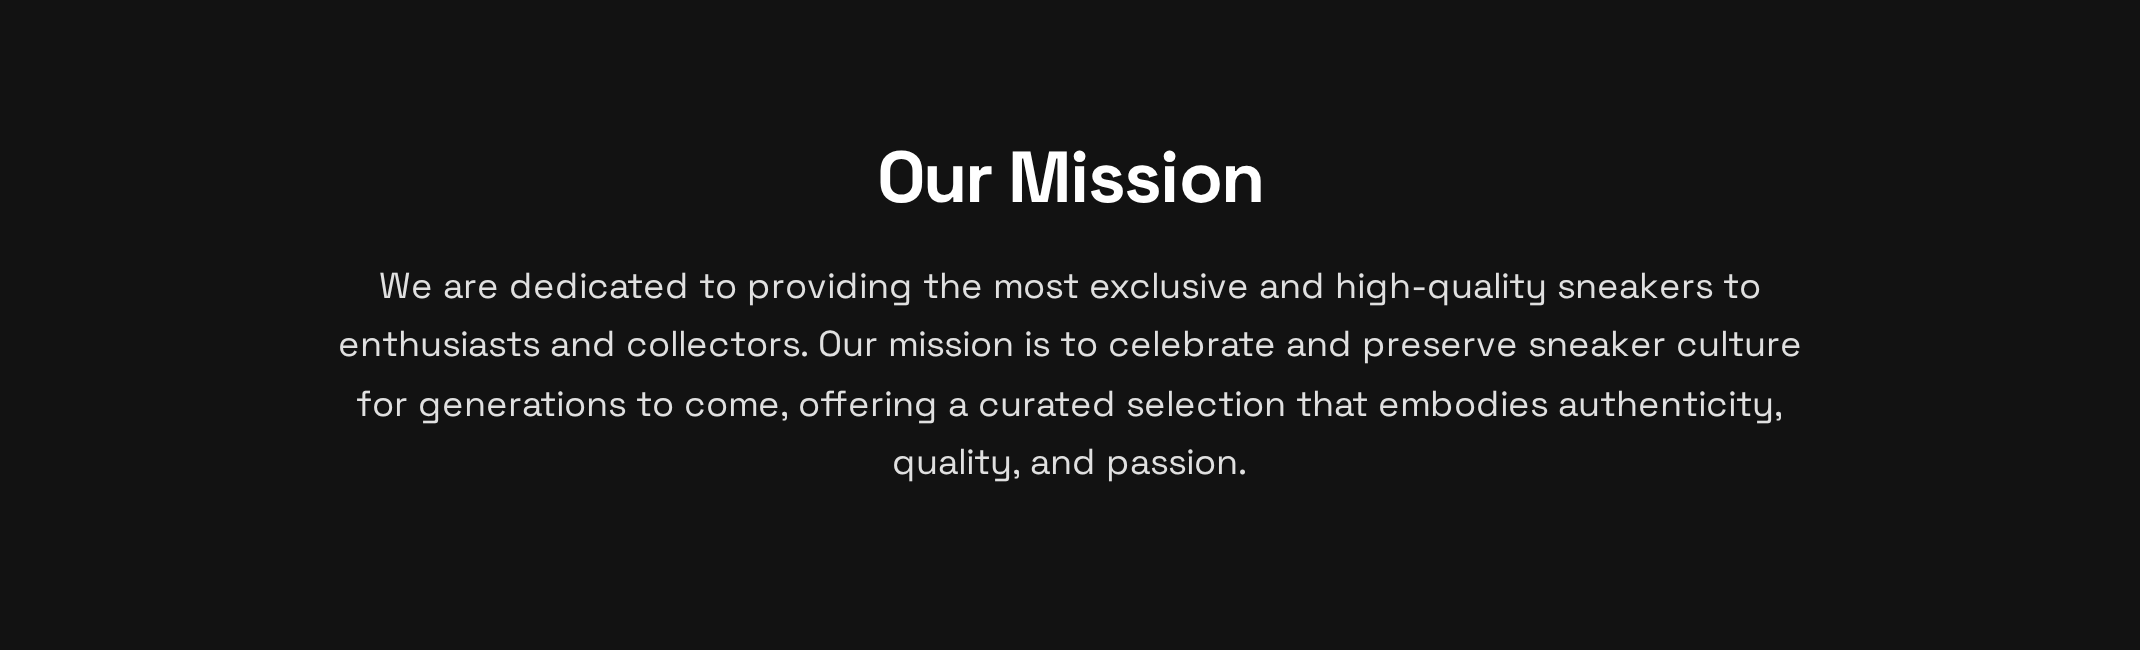 Our Mission
We are dedicated to providing the most exclusive and high-quality sneakers to
enthusiasts and collectors. Our mission is to celebrate and preserve sneaker culture
for generations to come, offering a curated selection that embodies authenticity,
quality, and passion.